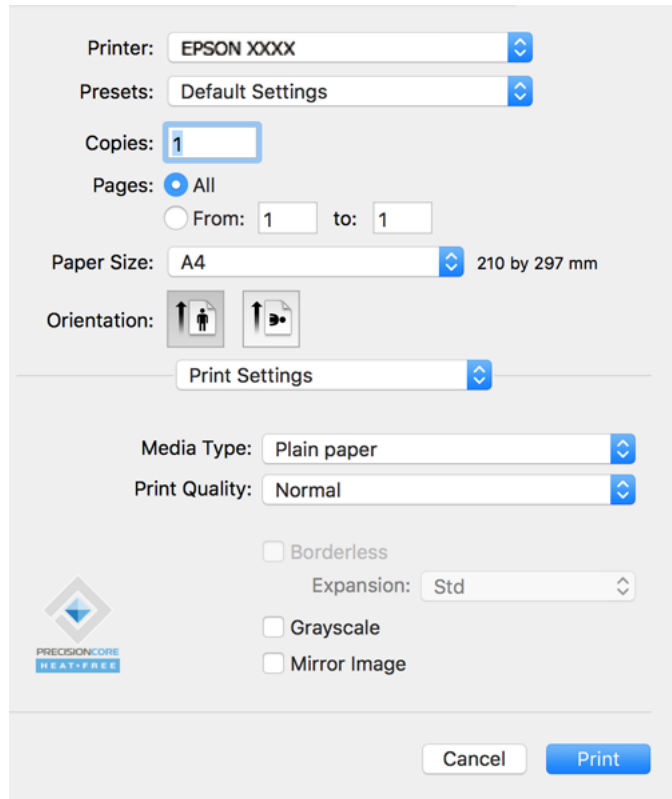 Printer: EPSON XXXX
Presets: Default Settings
Copies: 1
Pages: All
From: 1 to: 1
Paper Size: A4 210 by 297 mm
Orientation:
Print Settings
Media Type: Plain paper
Print Quality: Normal
Borderless
Expansion: Std
Grayscale
Mirror Image
PRECISIONCORE
HEAT•FREE
Cancel Print